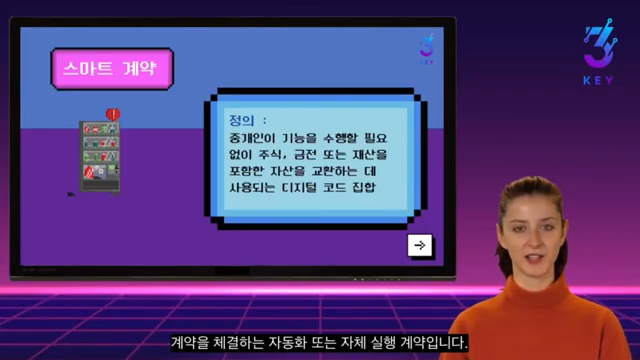 3
KEY
스마트 계약
3
KEY
정의 :
중개인이 기능을 수행할 필요
없이 주식, 금전 또는 재산을
포함한 자산을 교환하는 데
사용되는 디지털 코드 집합
계약을 체결하는 자동화 또는 자체 실행 계약입니다.